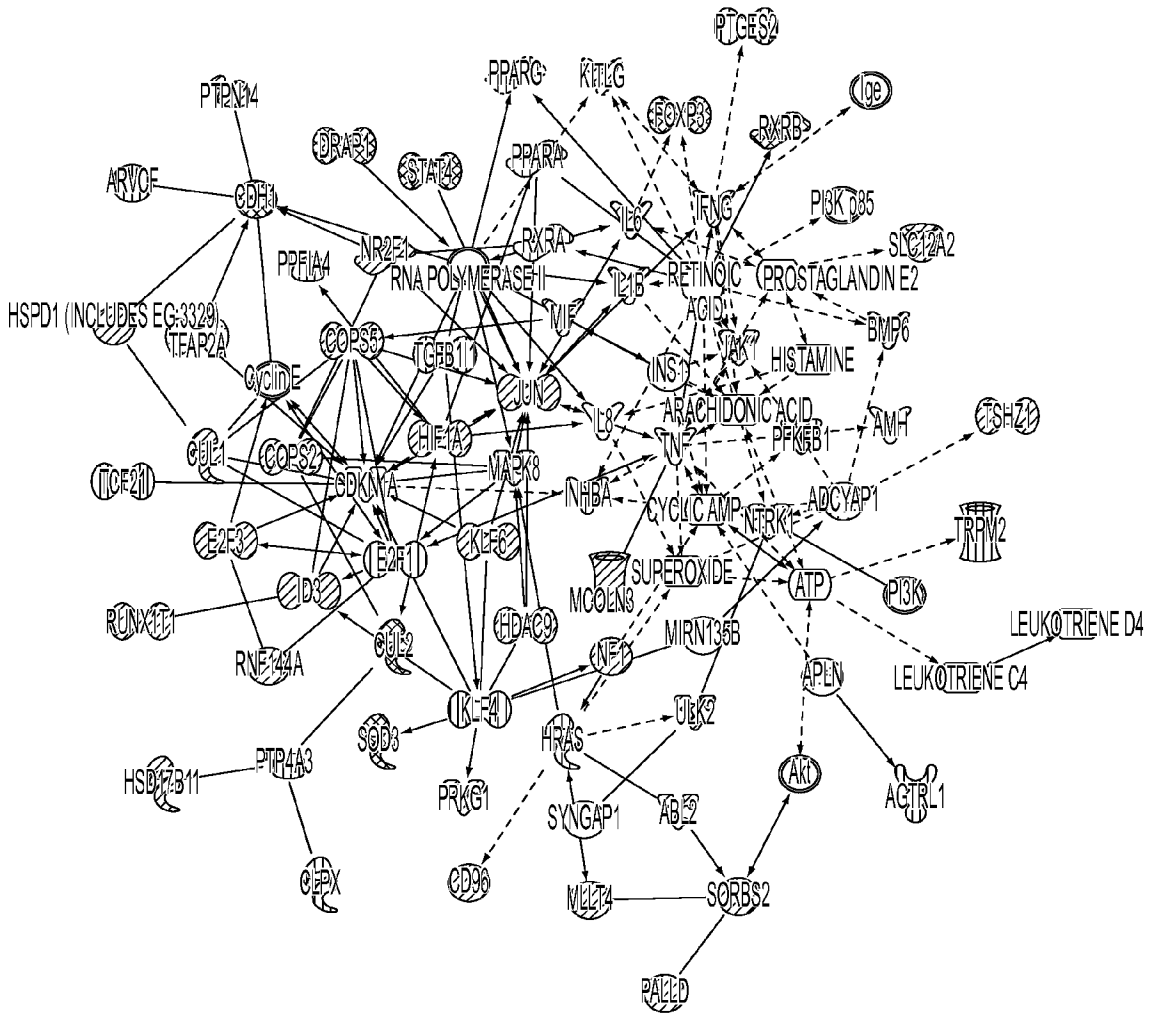 PTGES2
PPARG
KITLG
Ige
PTPN14
FOXP3
RXRB
DRAP1
STAT4
PPARA
ARVCF
CDH1
IL6
IFNG
PI3K p85
NR2F1
RXRA
SLC12A2
PPFIA4
RNA POLYMERASE II
IL1B
RETINOIC
ACID
PROSTAGLANDIN E2
HSPD1 (INCLUDES EG:3329)
TFAP2A
COPS5
TGFB1I1
MIF
JAK1
BMP6
HISTAMINE
Cyclin E
JUN
INS1
ARACHIDONIC ACID
IL8
AMH
TSHZ1
HIF1A
TNF
PFKFB1
CUL1
COPS2
TCF21
CDKN1A
MAPK8
INHBA
CYCLIC AMP
NTRK1
ADCYAP1
TRPM2
E2F3
E2F1
KLF6
SUPEROXIDE
MCOLN3
ATP
PI3K
ID3
RUNX1T1
HDAC9
MIRN135B
LEUKOTRIENE D4
RNF144A
CUL2
NF1
APLN
LEUKOTRIENE C4
KLF4
SOD3
HRAS
ULK2
HSD17B11
PTP4A3
PRKG1
Akt
AGTRL1
SYNGAP1
ABL2
CLPX
CD96
MLLT4
SORBS2
PALLD